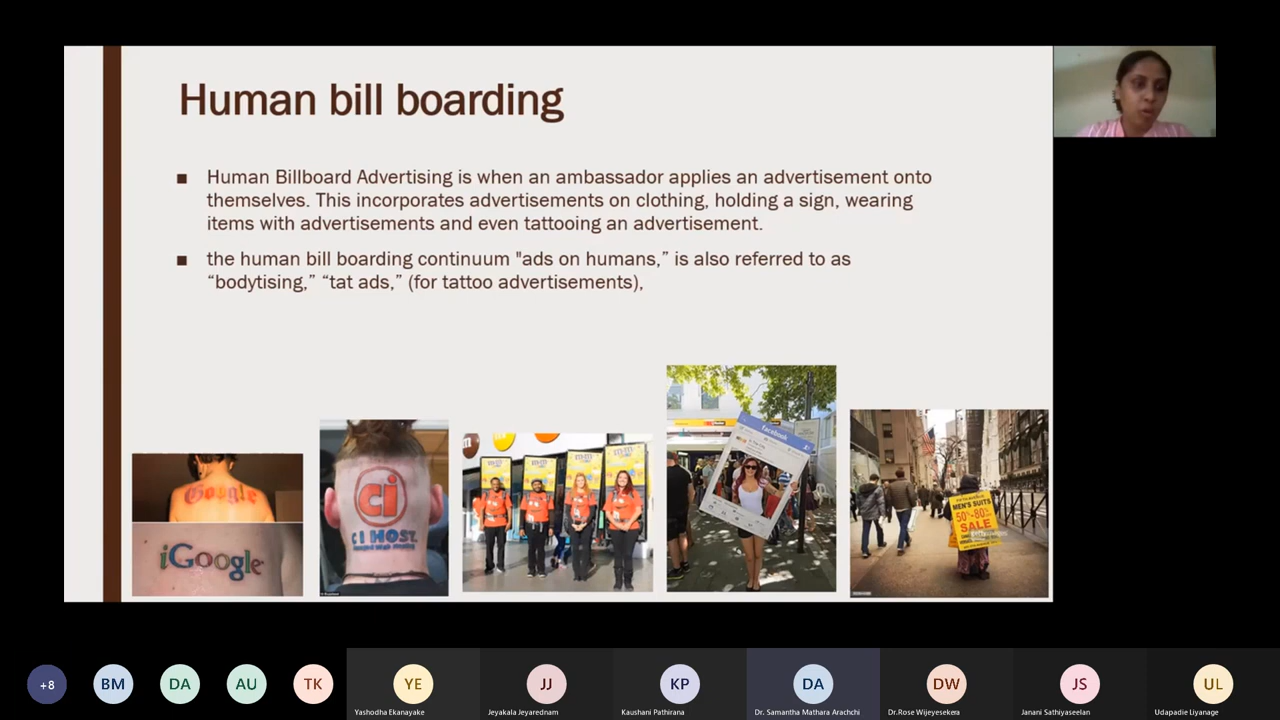 Human bill boarding
Human Billboard Advertising is when an ambassador applies an advertisement onto
themselves. This incorporates advertisements on clothing, holding a sign, wearing
items with advertisements and even tattooing an advertisement.
the human bill boarding continuum "ads on humans,” is also referred to as
“bodytising,” “tat ads,” (for tattoo advertisements),
Google
iGoogle
ci
C I HOST.
m&m
m&m
m&m
m&m
facebook
MEN'S SUITS
50%-80%
SALE
+8
BM
DA
AU
TK
YE
JJ
KP
DA
DW
JS
UL
Yashodha Ekanayake
Jeyakala Jeyarednam
Kaushani Pathirana
Dr. Samantha Mathara Arachchi
Dr.Rose Wijeyesekera
Janani Sathiyaseelan
Udapadie Liyanage